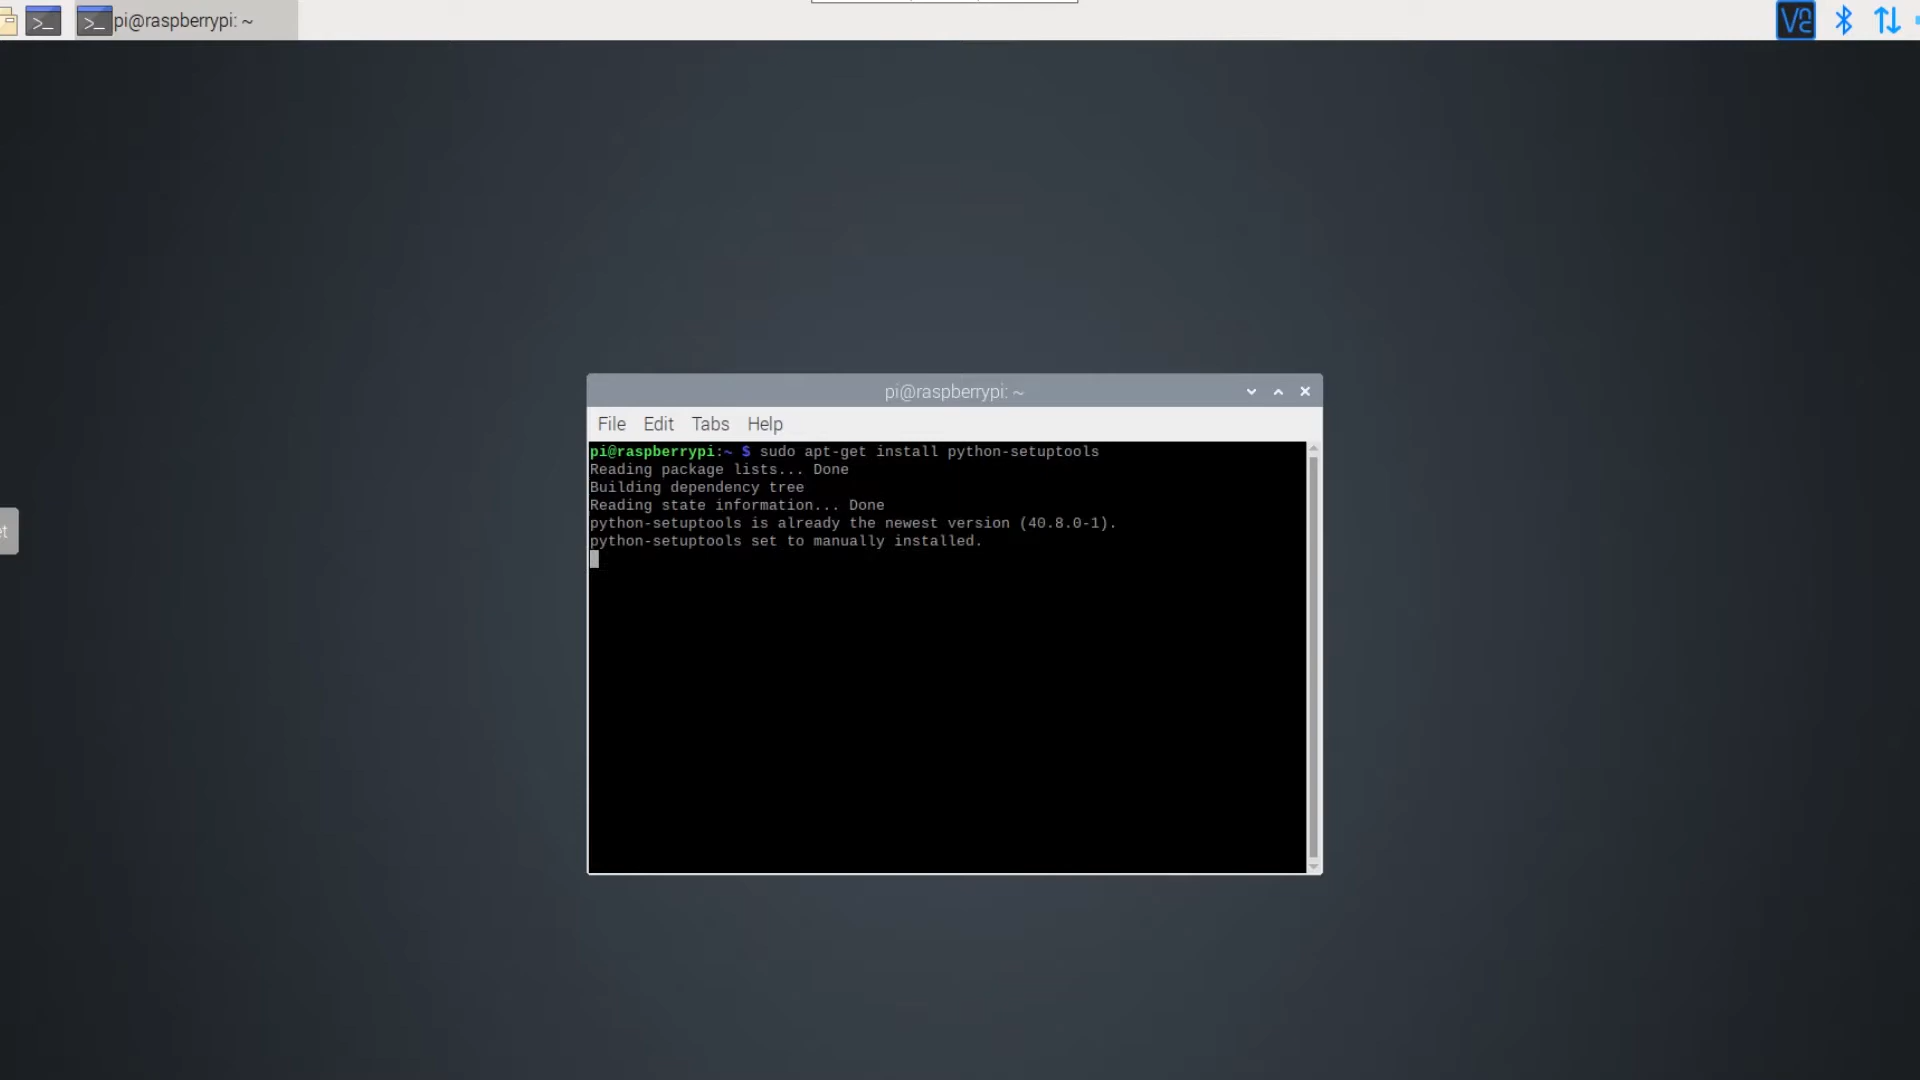 pi@raspberrypi: ~
pi@raspberrypi: ~
File Edit Tabs Help
pi@raspberrypi:~ $ sudo apt-get install python-setuptools
Reading package lists... Done
Building dependency tree
Reading state information... Done
python-setuptools is already the newest version (40.8.0-1).
python-setuptools set to manually installed.
et